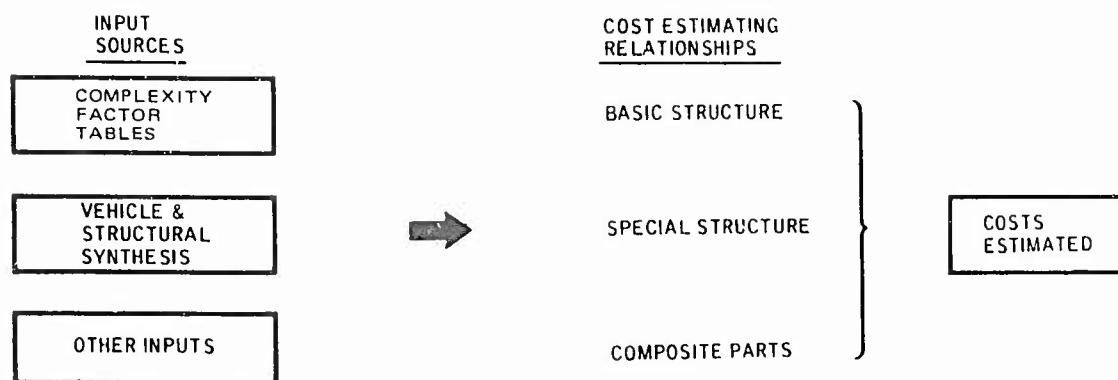 INPUT
SOURCES
COMPLEXITY
FACTOR
TABLES
VEHICLE &
STRUCTURAL
SYNTHESIS
OTHER INPUTS
COST ESTIMATING
RELATIONSHIPS
BASIC STRUCTURE
SPECIAL STRUCTURE
COMPOSITE PARTS
COSTS
ESTIMATED